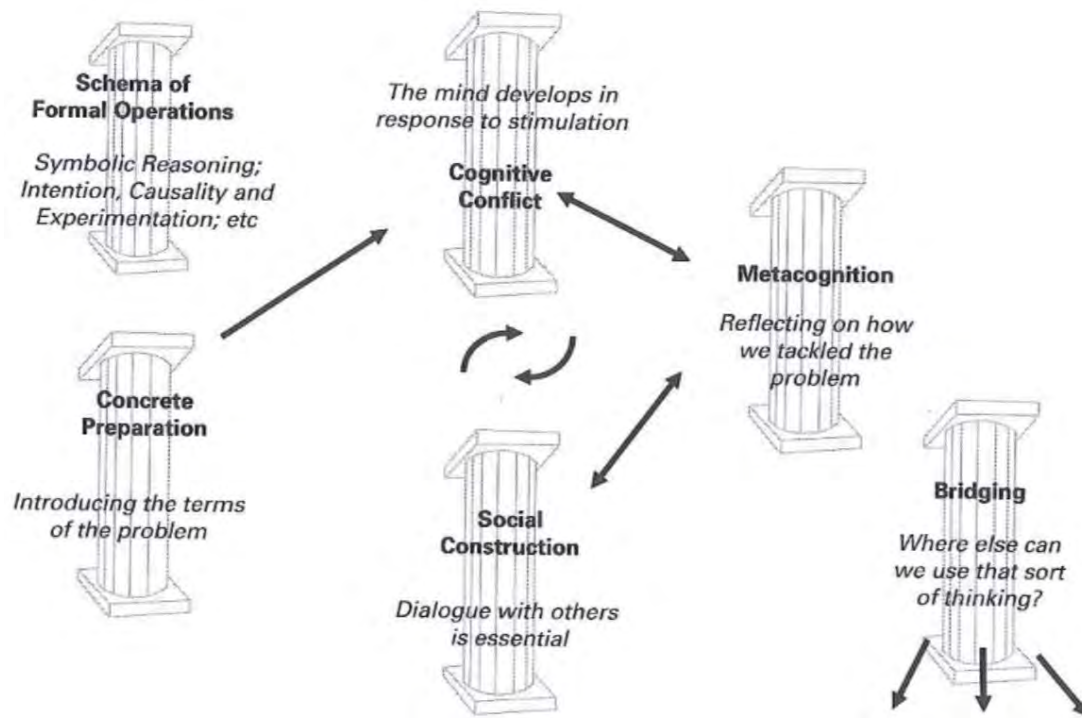 Schema of
Formal Operations
Symbolic Reasoning;
Intention, Causality and
Experimentation; etc
Concrete
Preparation
Introducing the terms
of the problem
The mind develops in
response to stimulation
Cognitive
Conflict
Social
Construction
Dialogue with others
is essential
Metacognition
Reflecting on how
we tackled the
problem
Bridging
Where else can
we use that sort
of thinking?